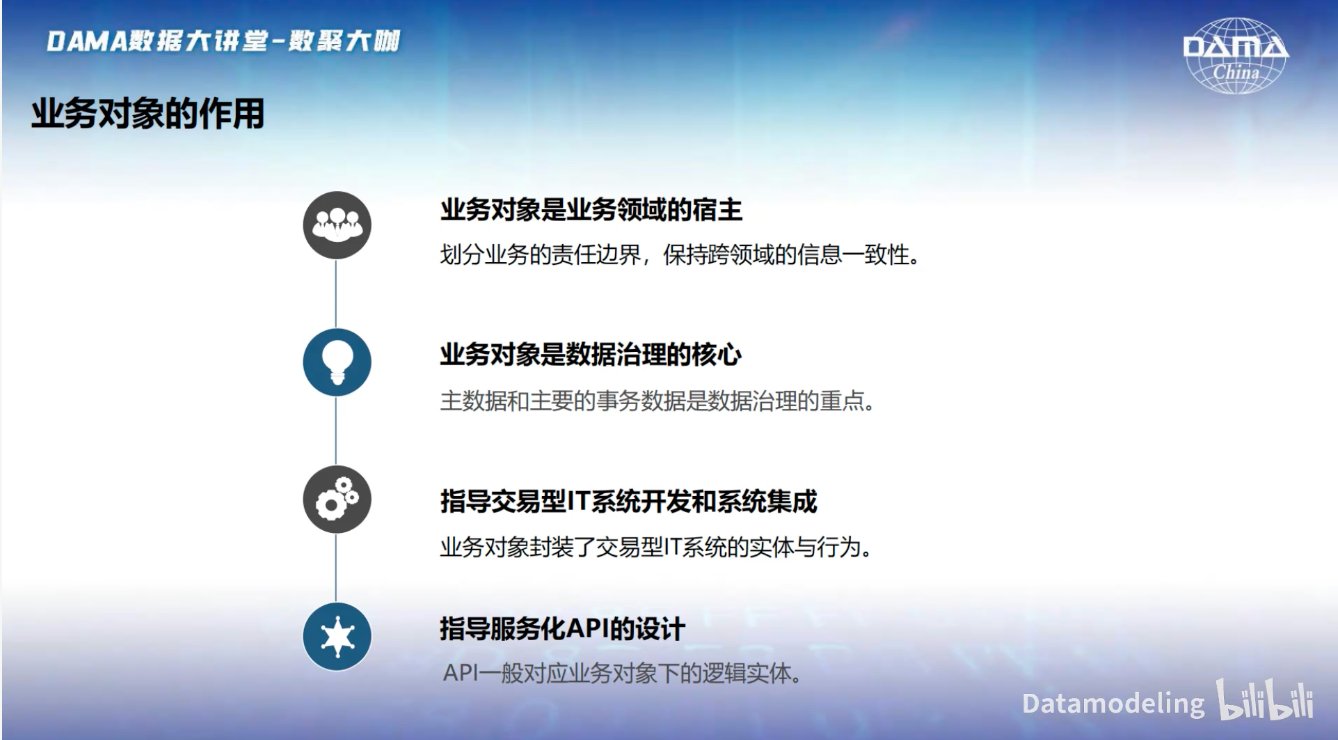 DAMA数据大讲堂-数聚大咖
DAMA
China
业务对象的作用
业务对象是业务领域的宿主
划分业务的责任边界，保持跨领域的信息一致性。
业务对象是数据治理的核心
主数据和主要的事务数据是数据治理的重点。
指导交易型IT系统开发和系统集成
业务对象封装了交易型IT系统的实体与行为。
指导服务化API的设计
API一般对应业务对象下的逻辑实体。
Datamodeling bilibili